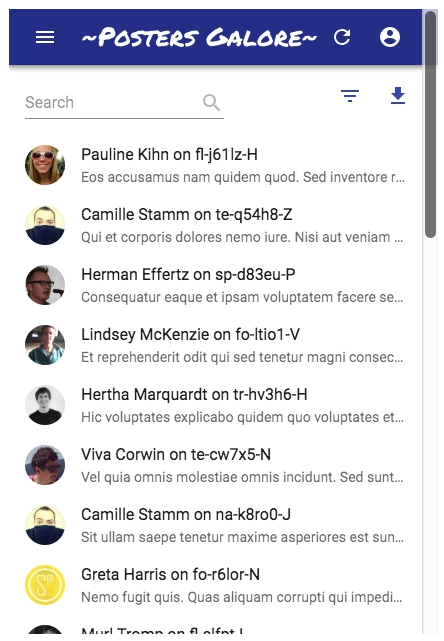 ~Posters Galore~
Search
Pauline Kihn on fl-j61lz-H
Eos accusamus nam quidem quod. Sed inventore r…
Camille Stamm on te-q54h8-Z
Qui et corporis dolores nemo iure. Nisi aut veniam …
Herman Effertz on sp-d83eu-P
Consequatur eaque et ipsam voluptatem facere se…
Lindsey McKenzie on fo-ltio1-V
Et reprehenderit odit qui sed tenetur magni consec…
Hertha Marquardt on tr-hv3h6-H
Hic voluptates explicabo quidem quo voluptates et…
Viva Corwin on te-cw7x5-N
Vel quia omnis molestiae omnis incidunt. Sed sunt…
Camille Stamm on na-k8ro0-J
Sit ullam saepe tenetur maxime asperiores est sun…
Greta Harris on fo-r6lor-N
Nemo fugit quis. Quas aliquam corrupti qui impedi…
Murl Tromp on